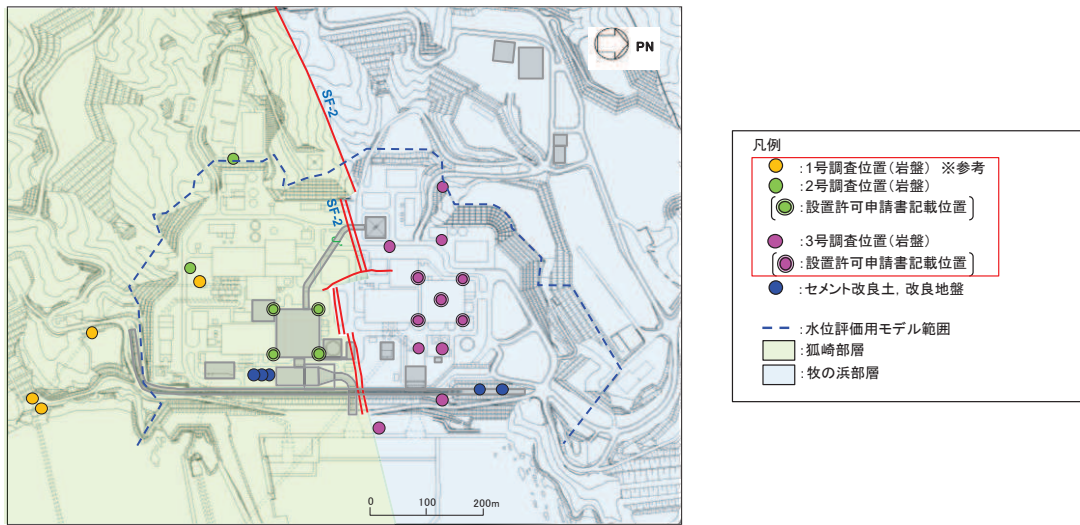 PN
SF-2
SF-2
0 100 200m
凡例
:1号調査位置(岩盤) ※参考
:2号調査位置(岩盤)
:設置許可申請書記載位置
:3号調査位置(岩盤)
:設置許可申請書記載位置
:セメント改良土, 改良地盤
:水位評価用モデル範囲
:狐崎部層
:牧の浜部層